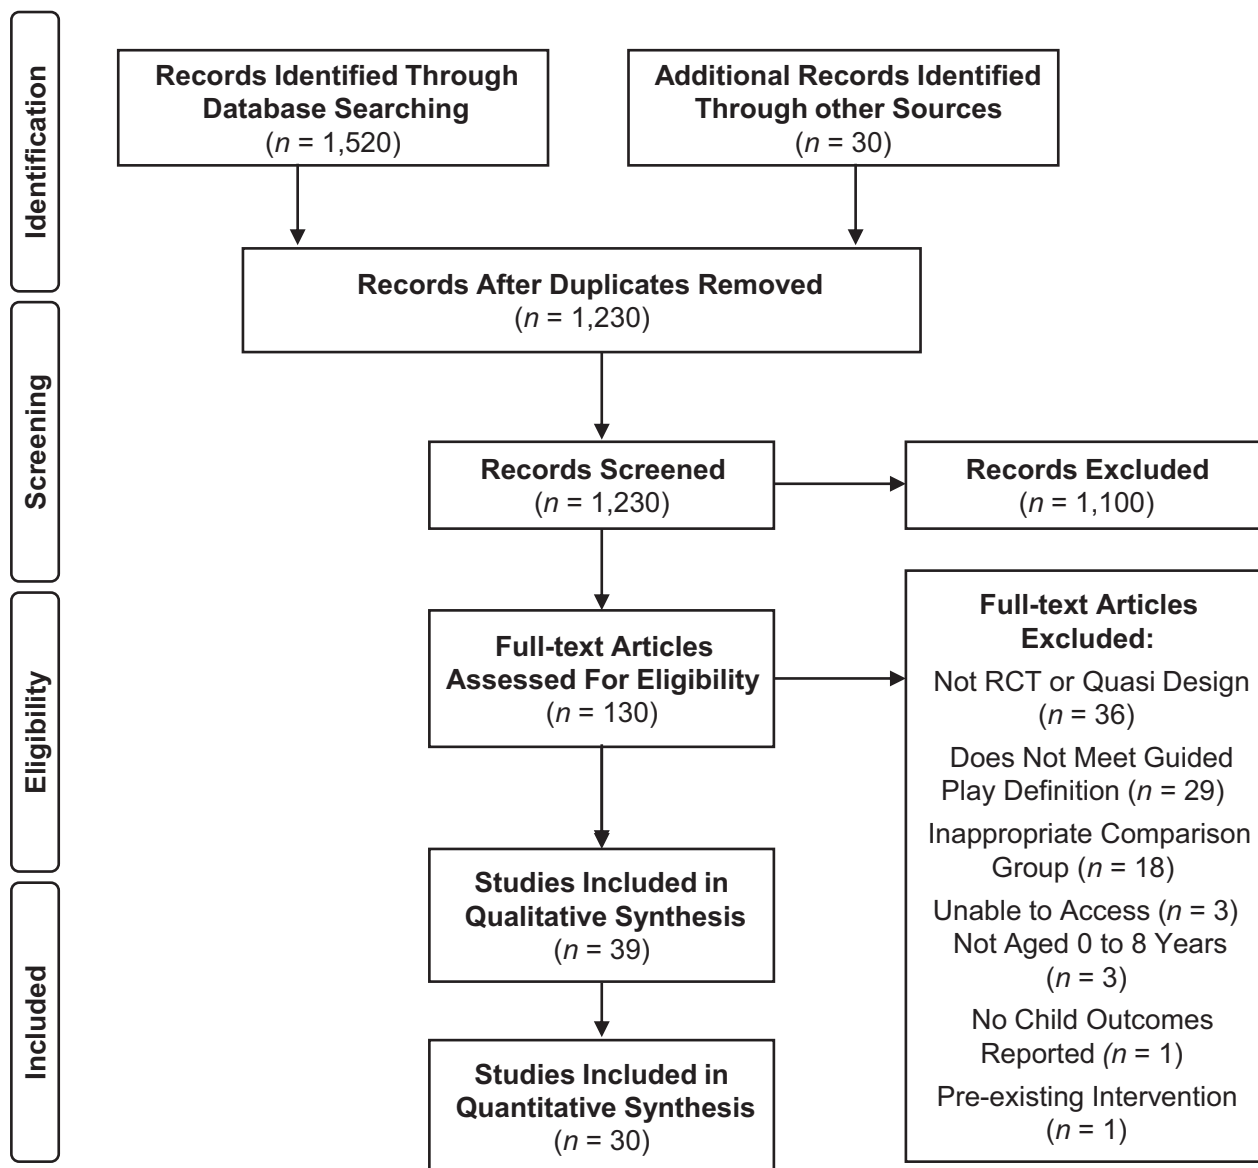 Identification
Records Identified Through
Database Searching
(n = 1,520)
Additional Records Identified
Through other Sources
(n = 30)
Records After Duplicates Removed
(n = 1,230)
Screening
Records Screened
(n = 1,230)
Records Excluded
(n = 1,100)
Eligibility
Full-text Articles
Assessed For Eligibility
(n = 130)
Full-text Articles
Excluded:
Not RCT or Quasi Design
(n = 36)
Does Not Meet Guided
Play Definition (n = 29)
Inappropriate Comparison
Group (n = 18)
Unable to Access (n = 3)
Not Aged 0 to 8 Years
(n = 3)
No Child Outcomes
Reported (n = 1)
Pre-existing Intervention
(n = 1)
Included
Studies Included in
Qualitative Synthesis
(n = 39)
Studies Included in
Quantitative Synthesis
(n = 30)